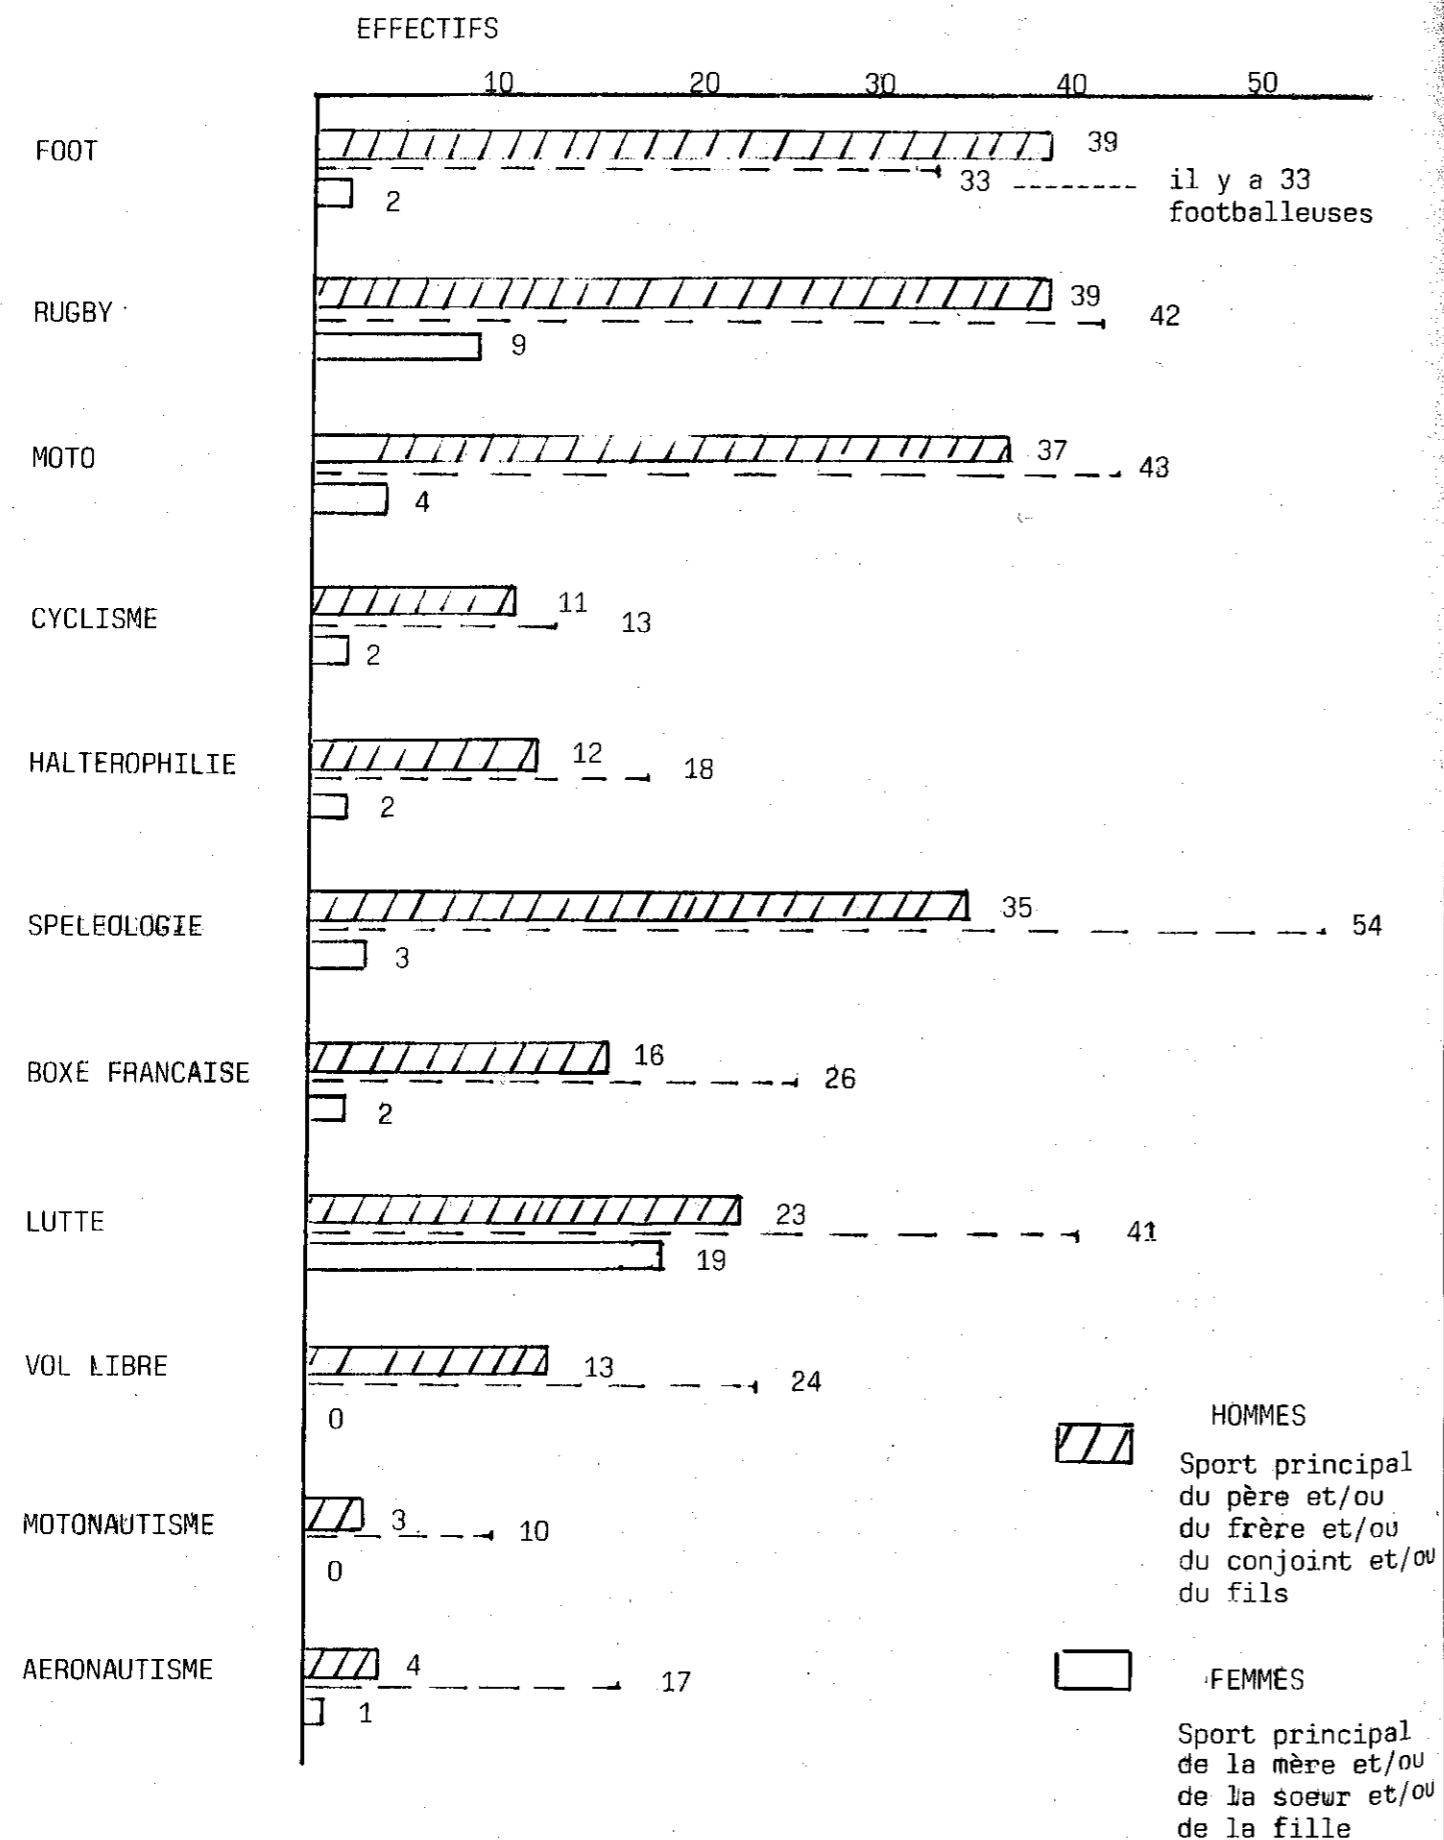 EFFECTIFS
10 20 30 40 50
FOOT
39
33 -------- il y a 33
footballeuses
2
RUGBY
39
42
9
MOTO
37
43
4
CYCLISME
11
13
2
HALTEROPHILIE
12
18
2
SPELEOLOGIE
35
54
3
BOXE FRANCAISE
16
26
2
LUTTE
23
41
19
VOL LIBRE
13
24
0
MOTONAUTISME
3
10
0
AERONAUTISME
4
17
1
HOMMES
Sport principal
du père et/ou
du frère et/ou
du conjoint et/ou
du fils
FEMMES
Sport principal
de la mère et/ou
de la soeur et/ou
de la fille